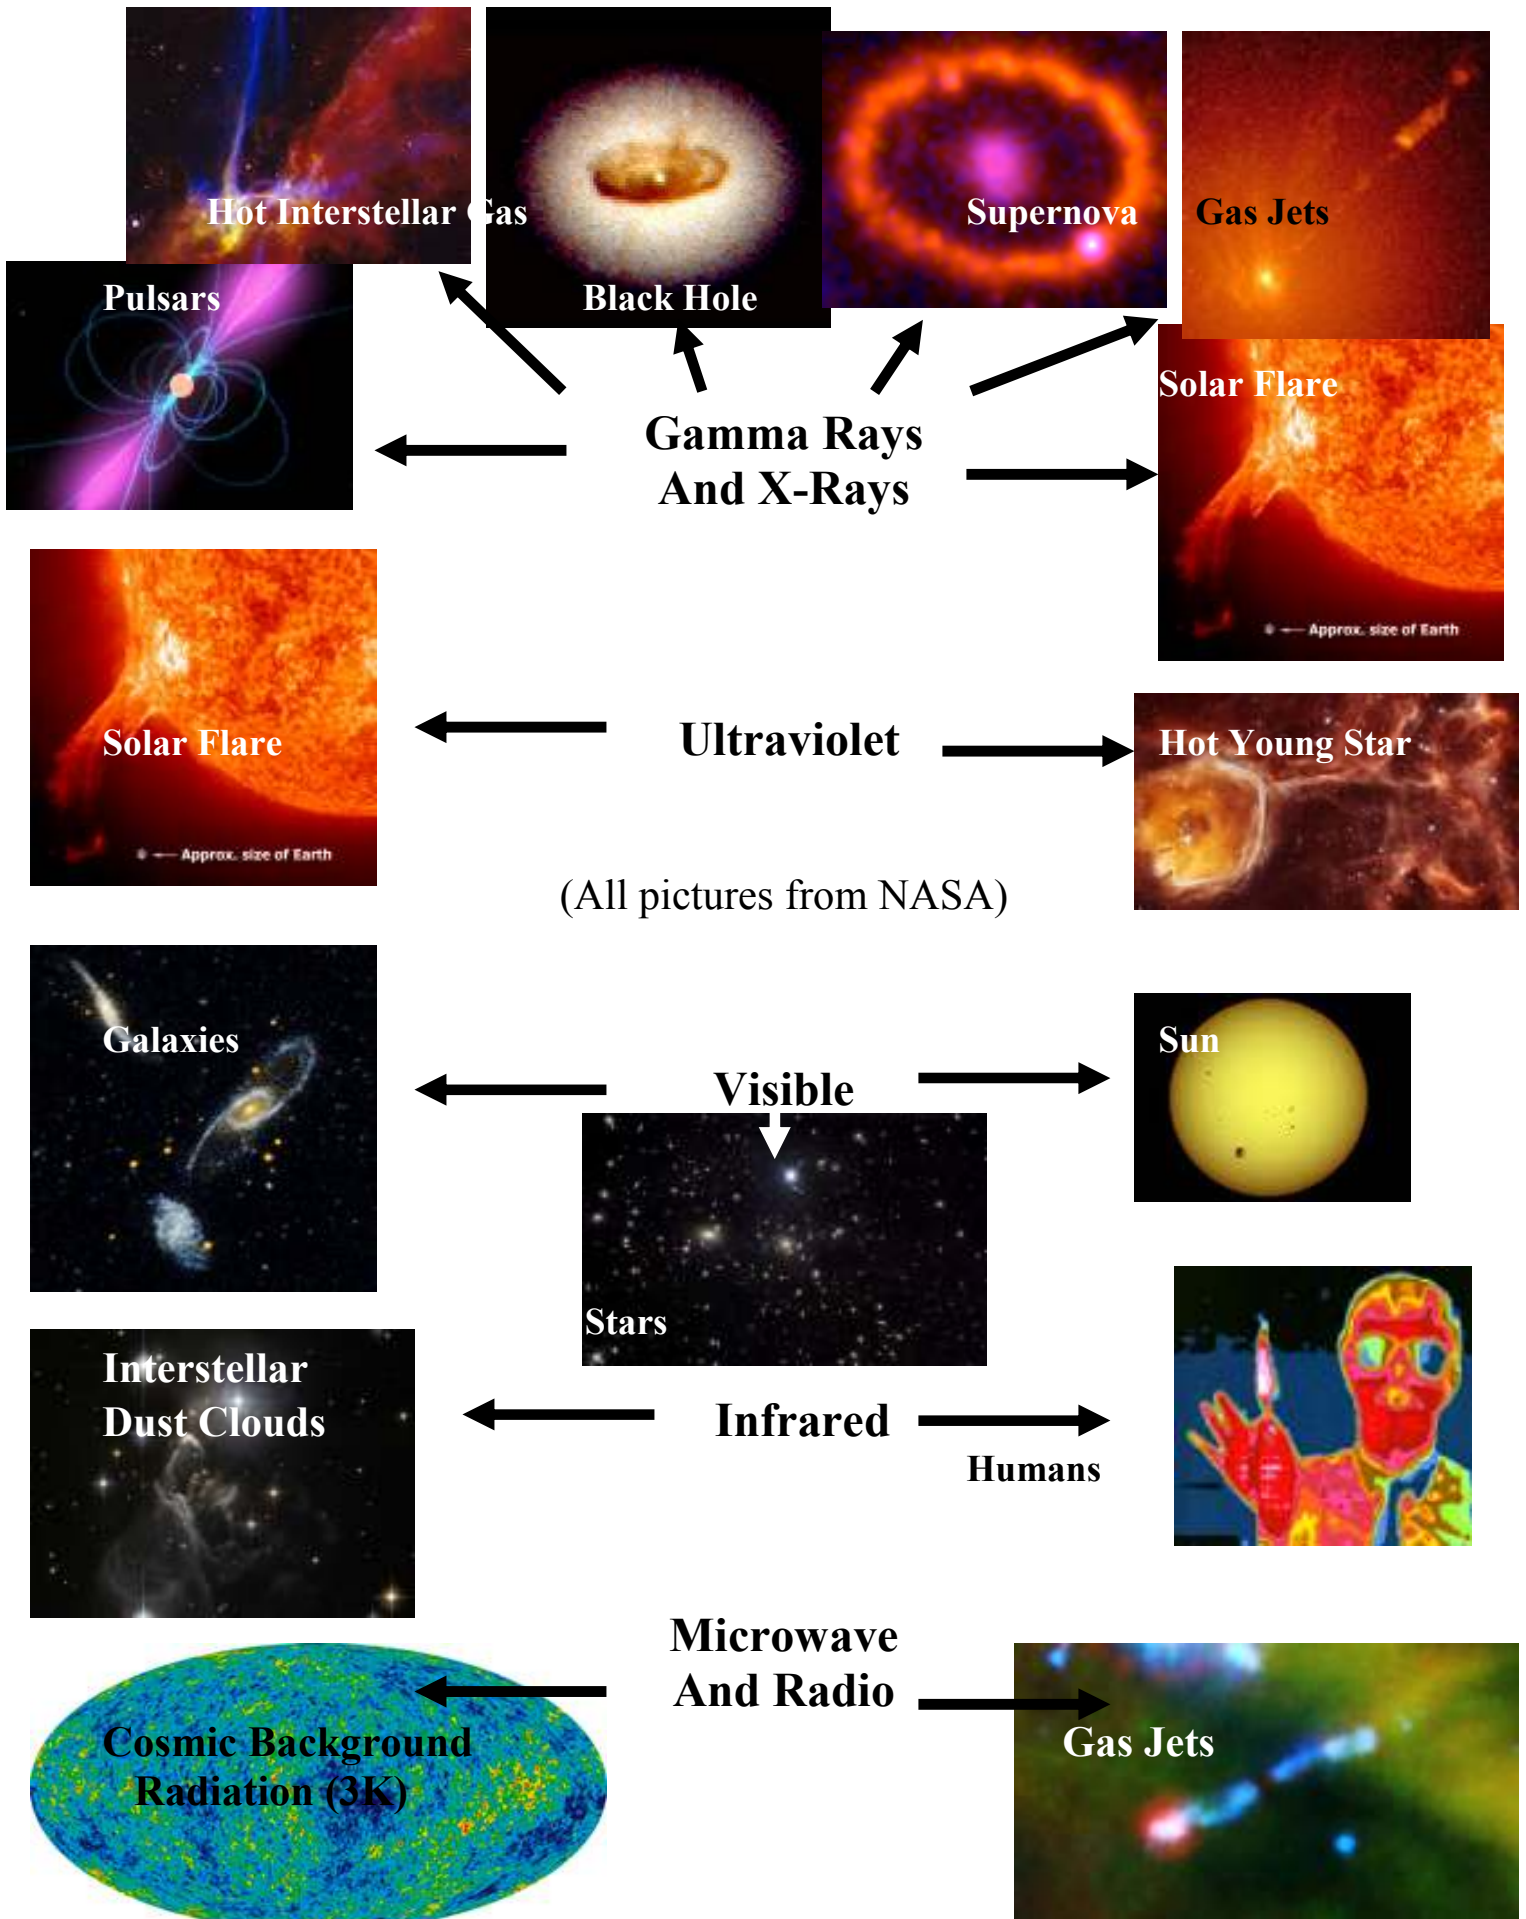 Hot Interstellar Gas
Supernova
Gas Jets
Pulsars
Black Hole
Solar Flare
Gamma Rays
And X-Rays
Approx. size of Earth
Solar Flare
Ultraviolet
Hot Young Star
Approx. size of Earth
(All pictures from NASA)
Galaxies
Sun
Visible
Stars
Interstellar
Dust Clouds
Infrared
Humans
Microwave
And Radio
Cosmic Background
Radiation (3K)
Gas Jets